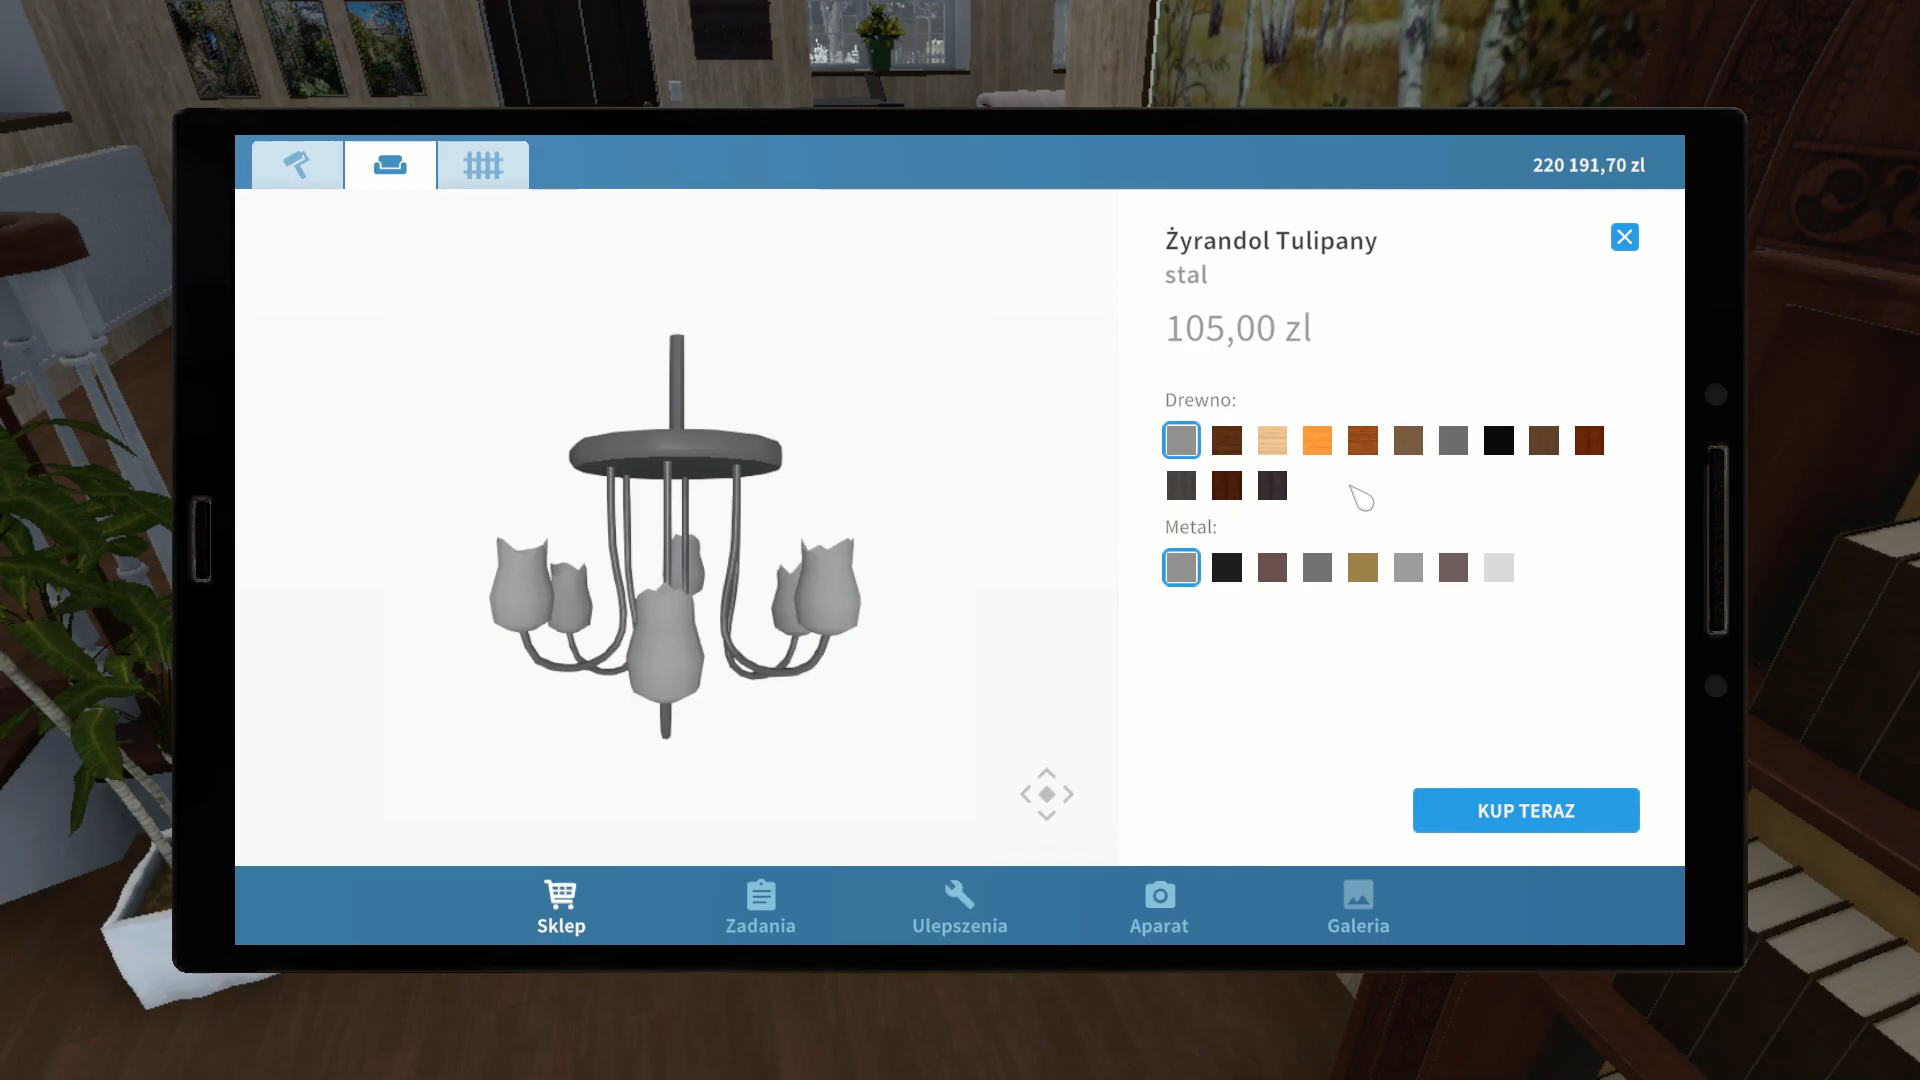 220 191,70 zl
Żyrandol Tulipany
stal
105,00 zl
Drewno:
Metal:
KUP TERAZ
Sklep
Zadania
Ulepszenia
Aparat
Galeria